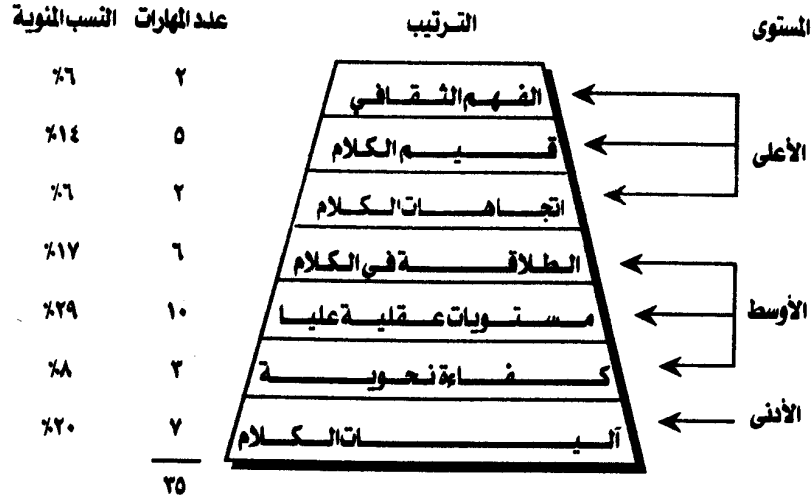 المستوى الترتيب عدد المهارات النسب المئوية
الفهم الثقافي ٢ ٦٪
الأعلى قيم الكلام ٥ ١٤٪
اتجاهات الكلام ٢ ٦٪
الطلاقة في الكلام ٦ ١٧٪
الأوسط مستويات عقلية عليا ١٠ ٢٩٪
كفاءة نحوية ٣ ٨٪
الأدنى آليات الكلام ٧ ٢٠٪
٣٥